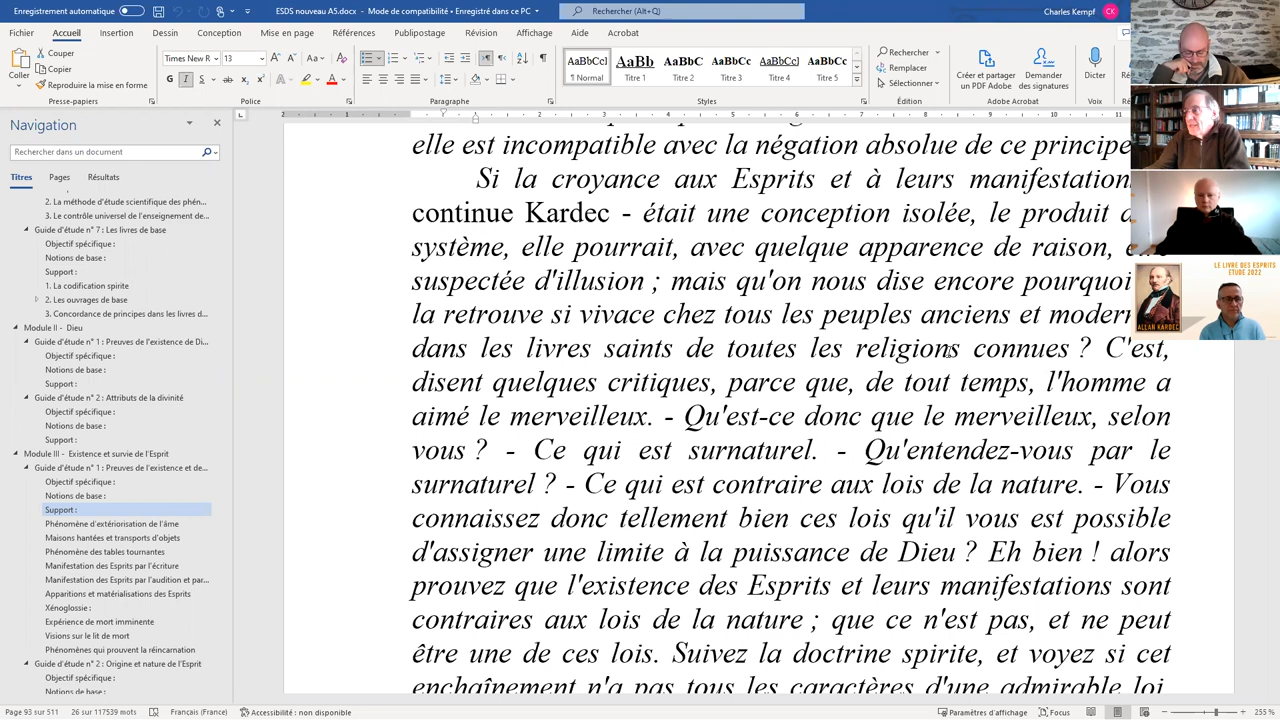 Enregistrement automatique
ESDS nouveau A5.docx - Mode de compatibilité • Enregistré dans ce PC
Rechercher (Alt+Q)
Charles Kempf
CK
Fichier Accueil Insertion Dessin Conception Mise en page Références Publipostage Révision Affichage Aide Acrobat
Coller
Couper
Copier
Reproduire la mise en forme
Presse-papiers
Times New R 13
G I S
Police
Paragraphe
AaBbCcl AaBb AaBbC AaBbCc AaBbCcI AaBbCc
¶ Normal Titre 1 Titre 2 Titre 3 Titre 4 Titre 5
Styles
Rechercher
Remplacer
Sélectionner
Édition
Créer et partager
un PDF Adobe
Demander
des signatures
Adobe Acrobat
Dicter
Voix
Navigation
Rechercher dans un document
Titres Pages Résultats
2. La méthode d'étude scientifique des phén...
3. Le contrôle universel de l'enseignement de...
Guide d'étude n° 7 : Les livres de base
Objectif spécifique :
Notions de base :
Support :
1. La codification spirite
2. Les ouvrages de base
3. Concordance de principes dans les livres d...
Module II - Dieu
Guide d'étude n° 1 : Preuves de l'existence de Di...
Objectif spécifique :
Notions de base :
Support :
Guide d'étude n° 2 : Attributs de la divinité
Objectif spécifique :
Notions de base :
Support :
Module III - Existence et survie de l'Esprit
Guide d'étude n° 1 : Preuves de l'existence et de...
Objectif spécifique :
Notions de base :
Support :
Phénomène d'extériorisation de l'âme
Maisons hantées et transports d'objets
Phénomène des tables tournantes
Manifestation des Esprits par l'écriture
Manifestation des Esprits par l'audition et par...
Apparitions et matérialisations des Esprits
Xénoglossie :
Expérience de mort imminente
Visions sur le lit de mort
Phénomènes qui prouvent la réincarnation
Guide d'étude n° 2 : Origine et nature de l'Esprit
Objectif spécifique :
Notions de base :
elle est incompatible avec la négation absolue de ce principe
Si la croyance aux Esprits et à leurs manifestation
continue Kardec - était une conception isolée, le produit
système, elle pourrait, avec quelque apparence de raison,
suspectée d'illusion ; mais qu'on nous dise encore pourquoi
la retrouve si vivace chez tous les peuples anciens et moder
dans les livres saints de toutes les religions connues ? C'est,
disent quelques critiques, parce que, de tout temps, l'homme a
aimé le merveilleux. - Qu'est-ce donc que le merveilleux, selon
vous ? - Ce qui est surnaturel. - Qu'entendez-vous par le
surnaturel ? - Ce qui est contraire aux lois de la nature. - Vous
connaissez donc tellement bien ces lois qu'il vous est possible
d'assigner une limite à la puissance de Dieu ? Eh bien ! alors
prouvez que l'existence des Esprits et leurs manifestations sont
contraires aux lois de la nature ; que ce n'est pas, et ne peut
être une de ces lois. Suivez la doctrine spirite, et voyez si cet
enchaînement n'a pas tous les caractères d'une admirable loi,
LE LIVRE DES ESPRITS
ETUDE 2022
ALLAN KARDEC
Page 93 sur 511 26 sur 117539 mots Français (France) Accessibilité : non disponible
Paramètres d'affichage Focus 255 %